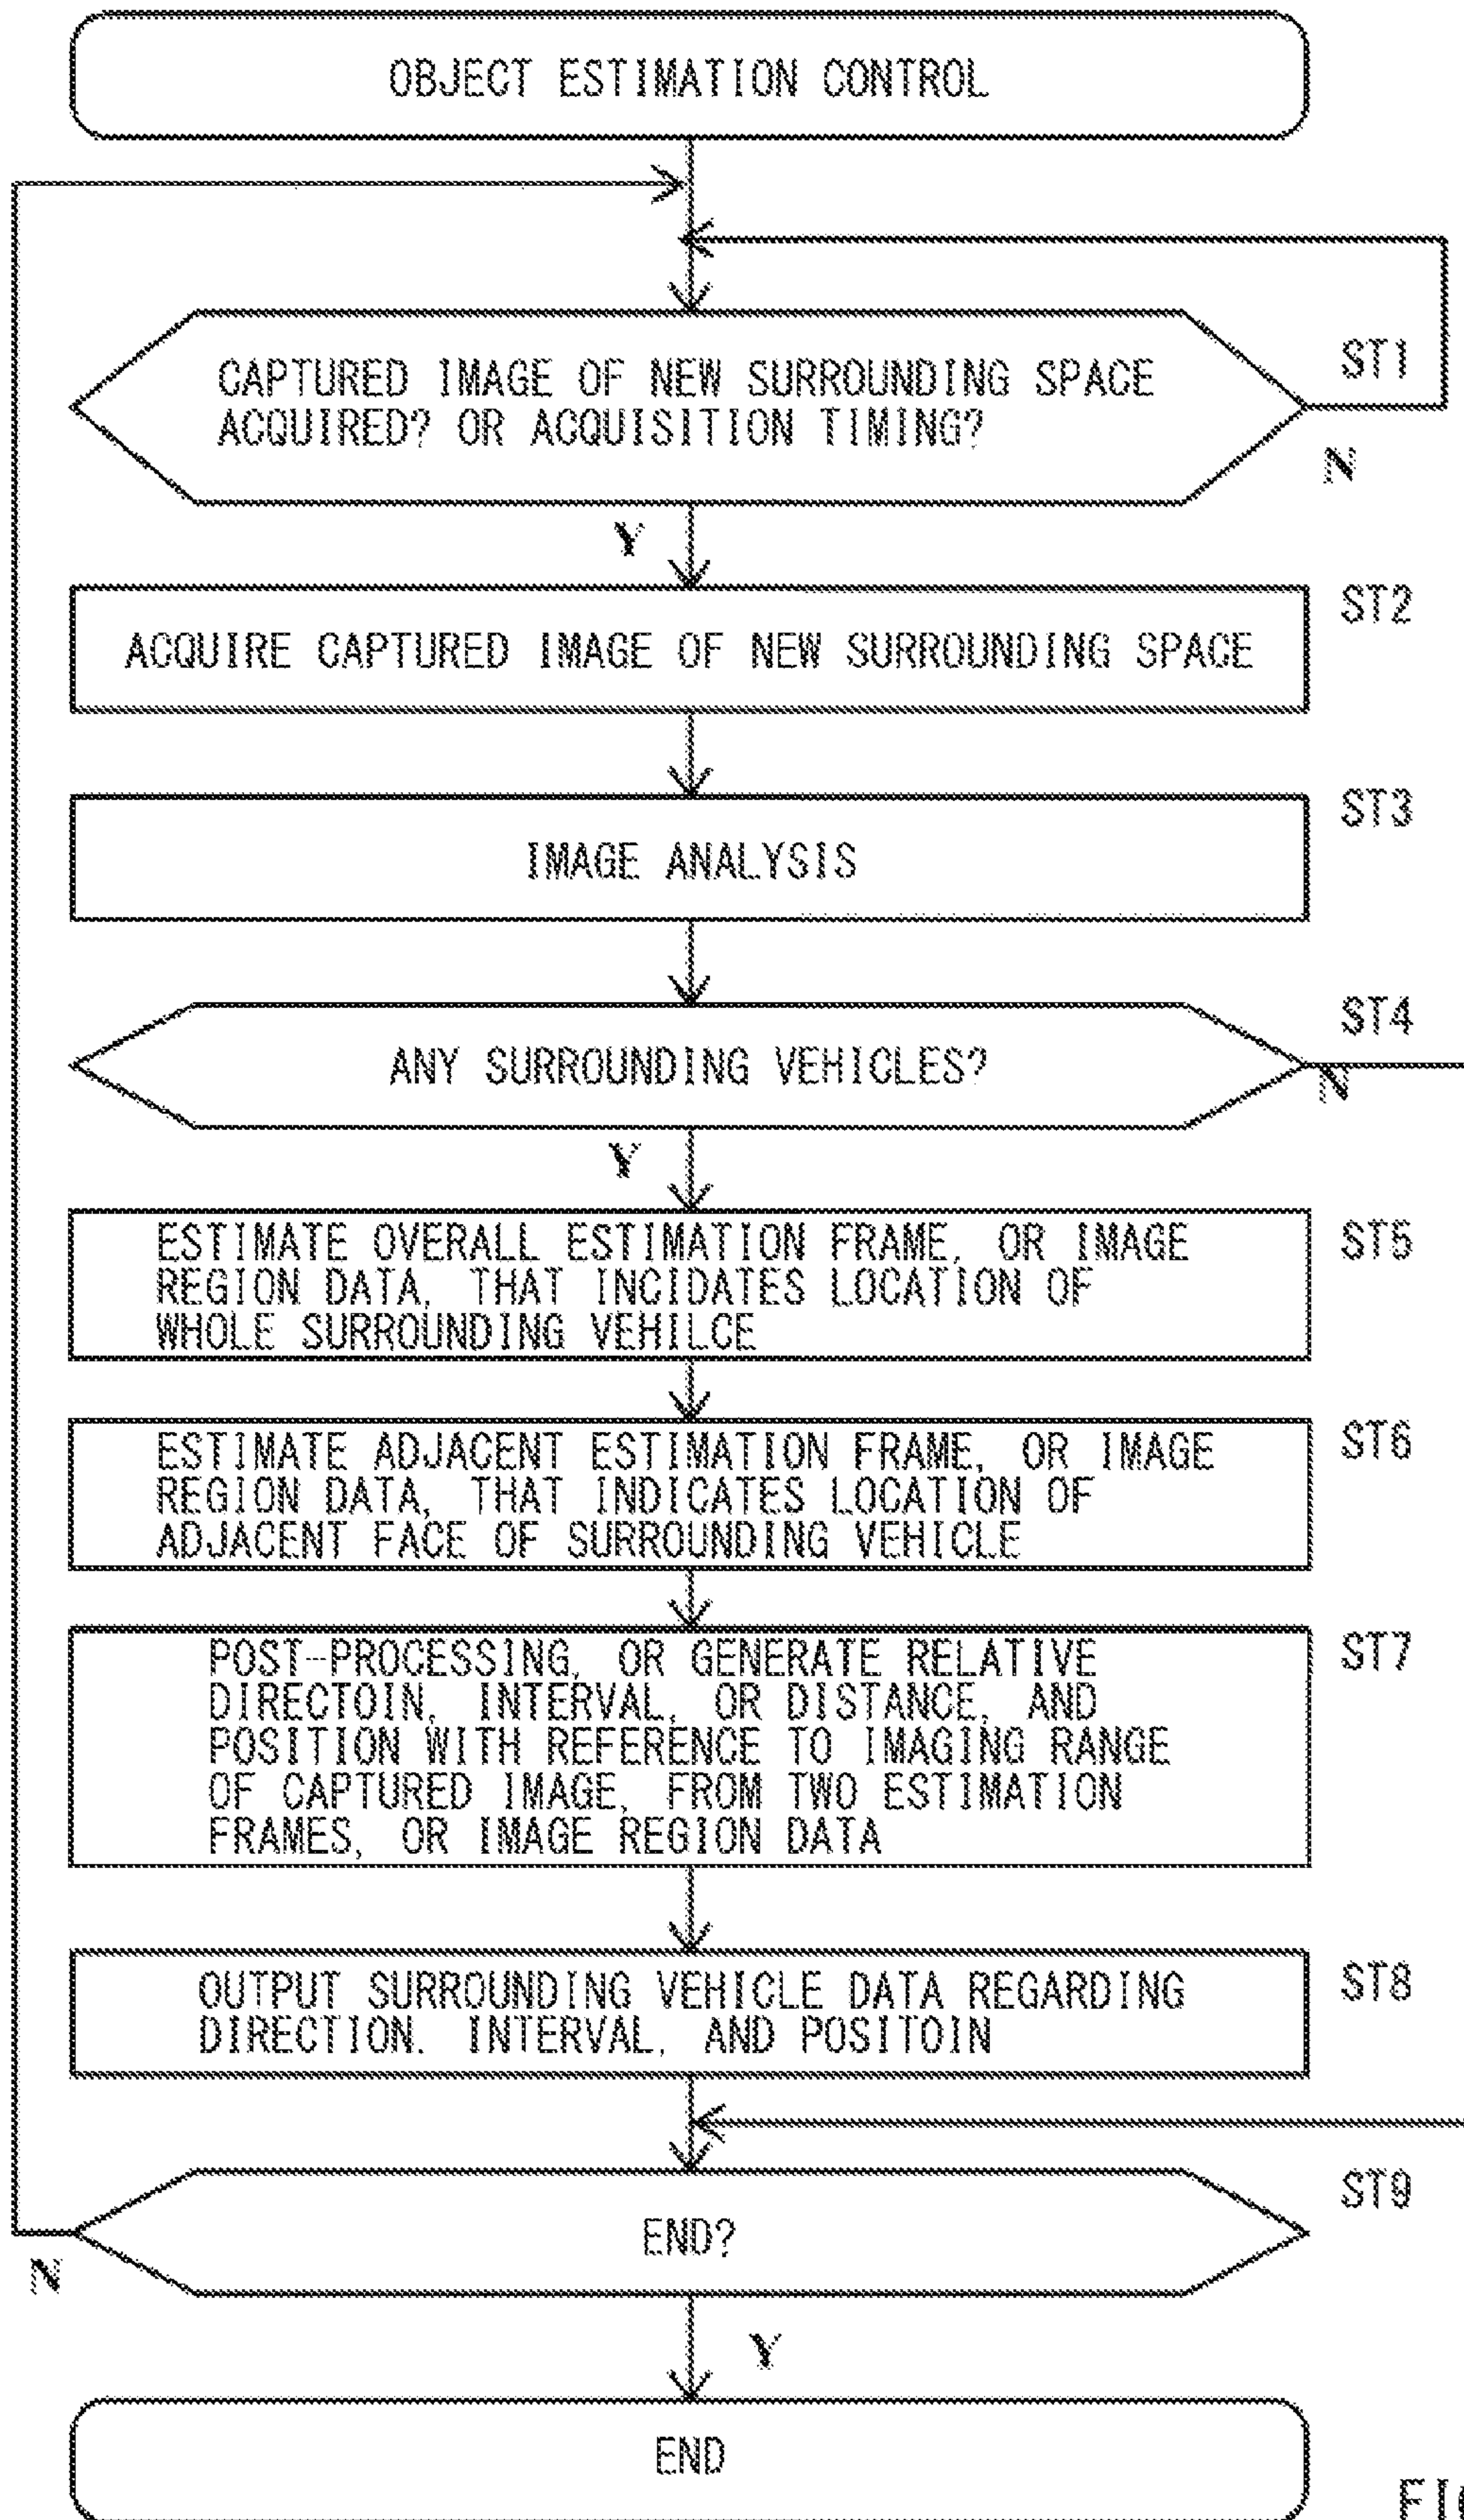 OBJECT ESTIMATION CONTROL
CAPTURED IMAGE OF NEW SURROUNDING SPACE
ACQUIRED? OR ACQUISITION TIMING?
ST1
N
Y
ST2
ACQUIRE CAPTURED IMAGE OF NEW SURROUNDING SPACE
ST3
IMAGE ANALYSIS
ST4
ANY SURROUNDING VEHICLES?
N
Y
ST5
ESTIMATE OVERALL ESTIMATION FRAME, OR IMAGE
REGION DATA, THAT INCIDATES LOCATION OF
WHOLE SURROUNDING VEHILCE
ST6
ESTIMATE ADJACENT ESTIMATION FRAME, OR IMAGE
REGION DATA, THAT INDICATES LOCATION OF
ADJACENT FACE OF SURROUNDING VEHICLE
ST7
POST-PROCESSING, OR GENERATE RELATIVE
DIRECTOIN, INTERVAL, OR DISTANCE, AND
POSITION WITH REFERENCE TO IMAGING RANGE
OF CAPTURED IMAGE, FROM TWO ESTIMATION
FRAMES, OR IMAGE REGION DATA
ST8
OUTPUT SURROUNDING VEHICLE DATA REGARDING
DIRECTION. INTERVAL, AND POSITOIN
ST9
END?
N
Y
END